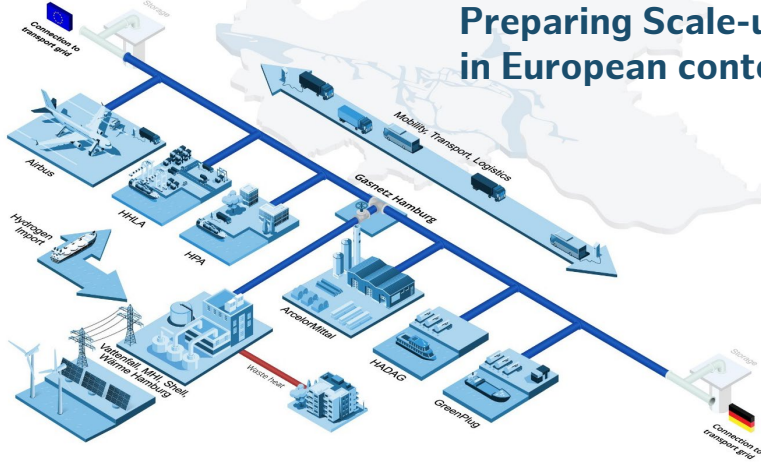 Storage
Connection to
transport grid
Preparing Scale-u
in European conte
Mobility, Transport, Logistics
Airbus
HHLA
HPA
Gasnetz Hamburg
Hydrogen
Import
ArcelorMittal
HADAG
GreenPlug
Vattenfall, MHI, Shell,
Wärme Hamburg
Waste heat
Storage
Connection to
transport grid